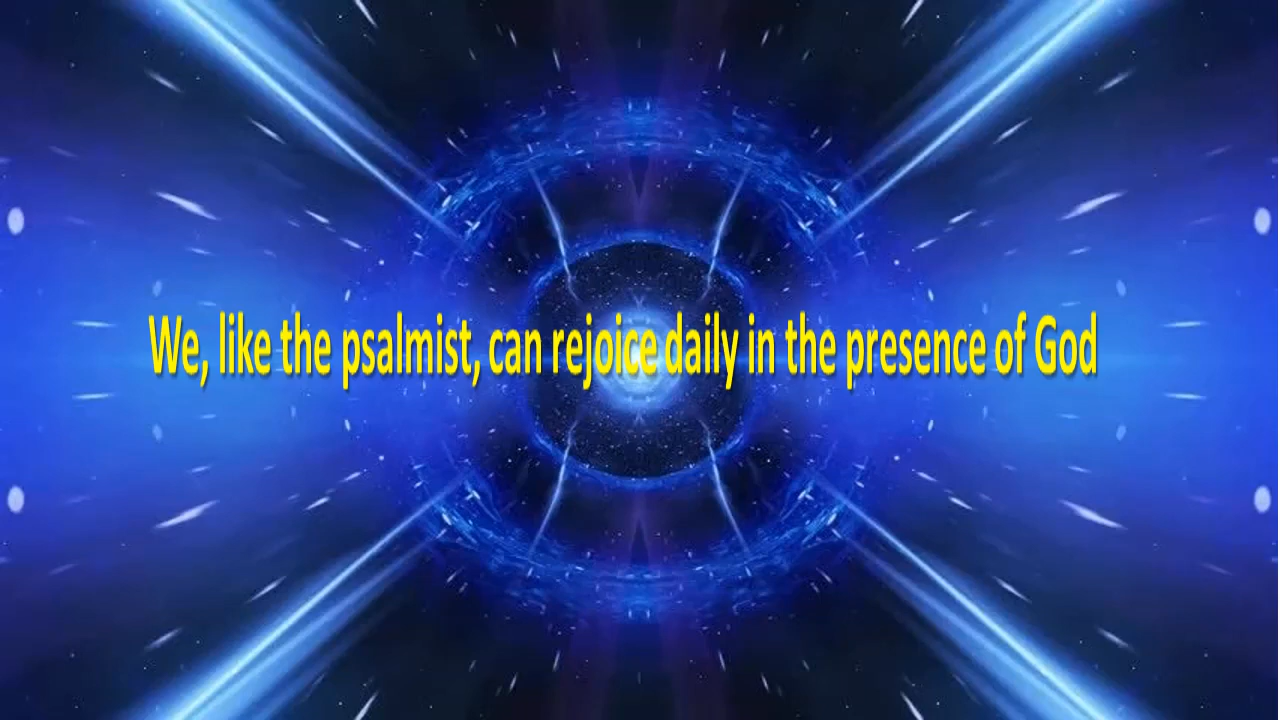 We, like the psalmist, can rejoice daily in the presence of God